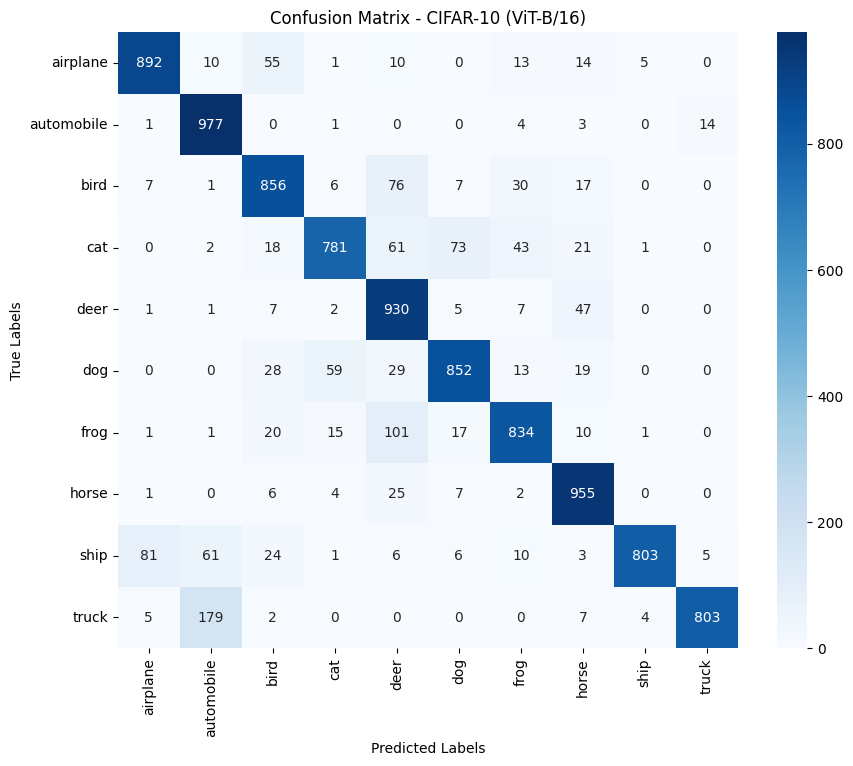 Confusion Matrix - CIFAR-10 (ViT-B/16)
airplane 892 10 55 1 10 0 13 14 5 0
automobile 1 977 0 1 0 0 4 3 0 14
bird 7 1 856 6 76 7 30 17 0 0
cat 0 2 18 781 61 73 43 21 1 0
deer 1 1 7 2 930 5 7 47 0 0
dog 0 0 28 59 29 852 13 19 0 0
frog 1 1 20 15 101 17 834 10 1 0
horse 1 0 6 4 25 7 2 955 0 0
ship 81 61 24 1 6 6 10 3 803 5
truck 5 179 2 0 0 0 0 7 4 803
airplane automobile bird cat deer dog frog horse ship truck
Predicted Labels
True Labels
800
600
400
200
0